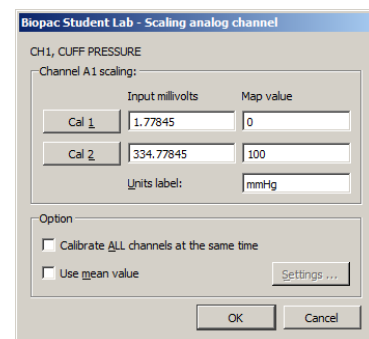 Biopac Student Lab - Scaling analog channel
CH1, CUFF PRESSURE
Channel A1 scaling:
Input millivolts Map value
Cal 1 1.77845 0
Cal 2 334.77845 100
Units label: mmHg
Option
Calibrate ALL channels at the same time
Use mean value Settings ...
OK Cancel